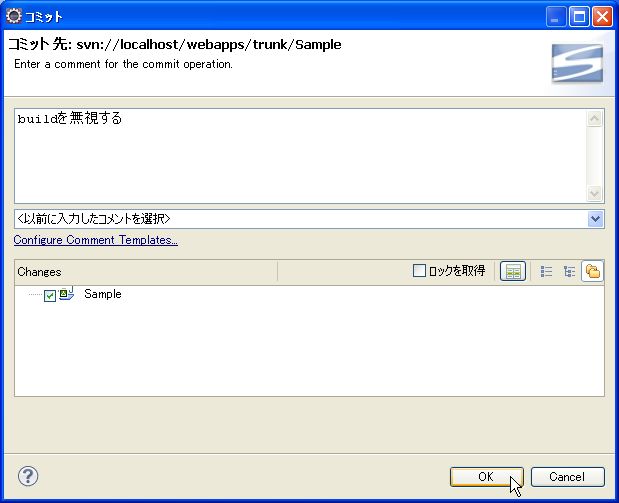 コミット
コミット 先: svn://localhost/webapps/trunk/Sample
Enter a comment for the commit operation.
buildを無視する
<以前に入力したコメントを選択>
Configure Comment Templates...
Changes ロックを取得
Sample
OK Cancel